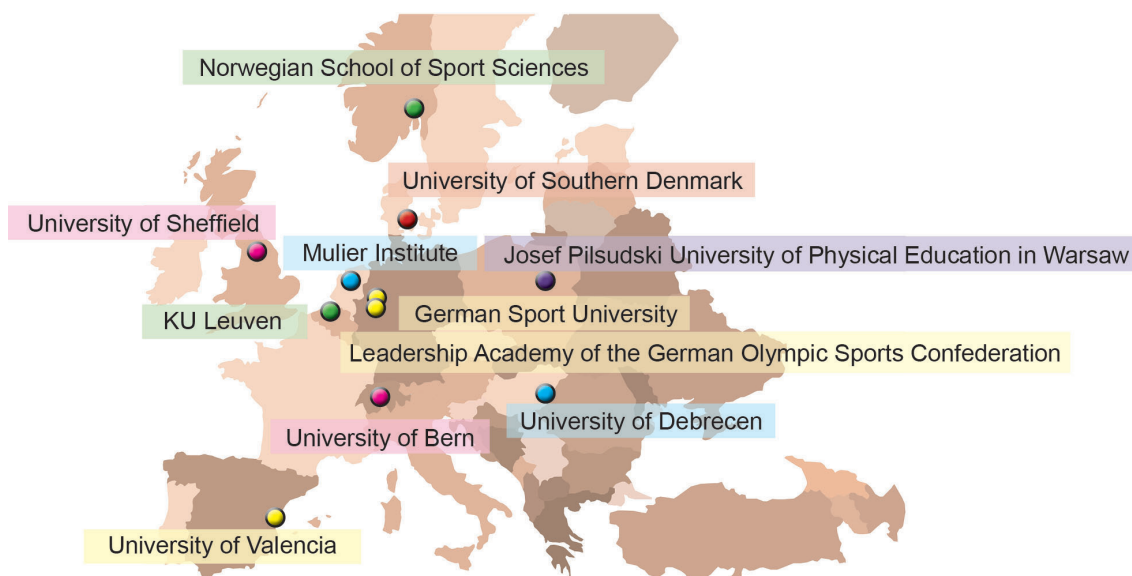 Norwegian School of Sport Sciences
University of Southern Denmark
University of Sheffield
Mulier Institute
Josef Pilsudski University of Physical Education in Warsaw
KU Leuven
German Sport University
Leadership Academy of the German Olympic Sports Confederation
University of Debrecen
University of Bern
University of Valencia